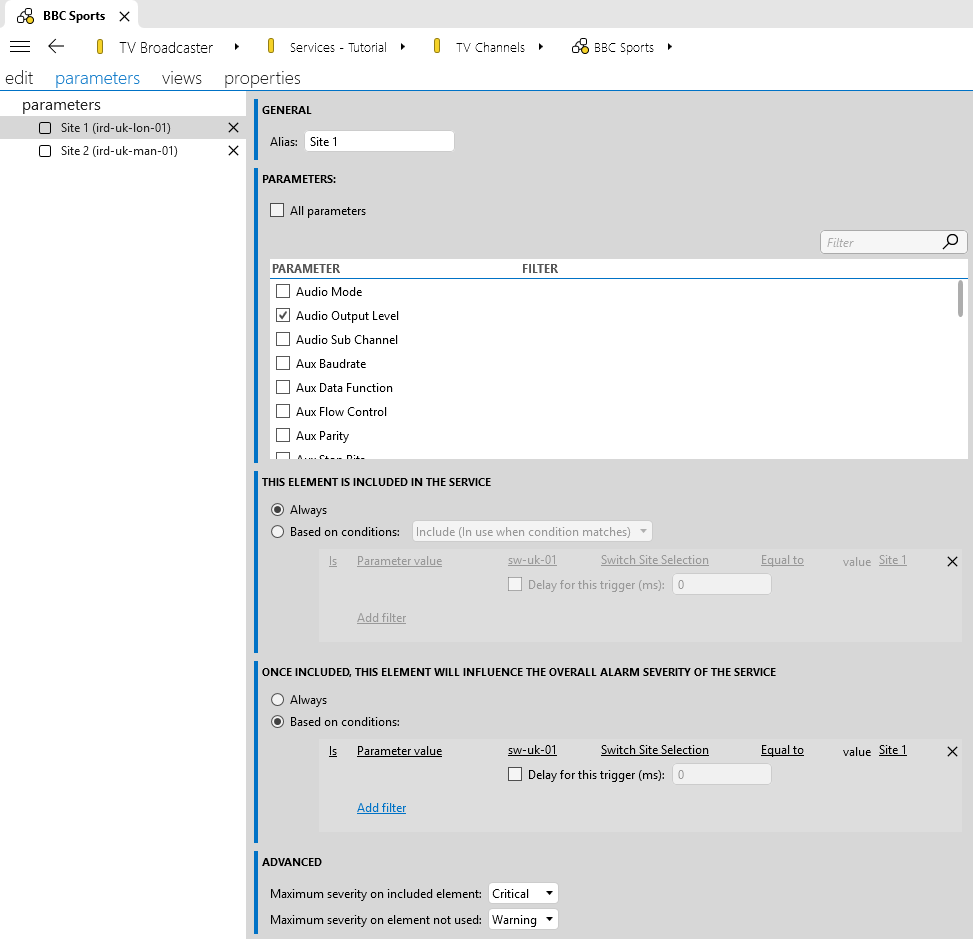 BBC Sports
TV Broadcaster Services - Tutorial TV Channels BBC Sports
edit parameters views properties
parameters
Site 1 (ird-uk-lon-01)
Site 2 (ird-uk-man-01)
GENERAL
Alias: Site 1
PARAMETERS:
All parameters
Filter
PARAMETER FILTER
Audio Mode
Audio Output Level
Audio Sub Channel
Aux Baudrate
Aux Data Function
Aux Flow Control
Aux Parity
Aux Stop Bits
THIS ELEMENT IS INCLUDED IN THE SERVICE
Always
Based on conditions: Include (In use when condition matches)
Is Parameter value sw-uk-01 Switch Site Selection Equal to value Site 1
Delay for this trigger (ms): 0
Add filter
ONCE INCLUDED, THIS ELEMENT WILL INFLUENCE THE OVERALL ALARM SEVERITY OF THE SERVICE
Always
Based on conditions:
Is Parameter value sw-uk-01 Switch Site Selection Equal to value Site 1
Delay for this trigger (ms): 0
Add filter
ADVANCED
Maximum severity on included element: Critical
Maximum severity on element not used: Warning